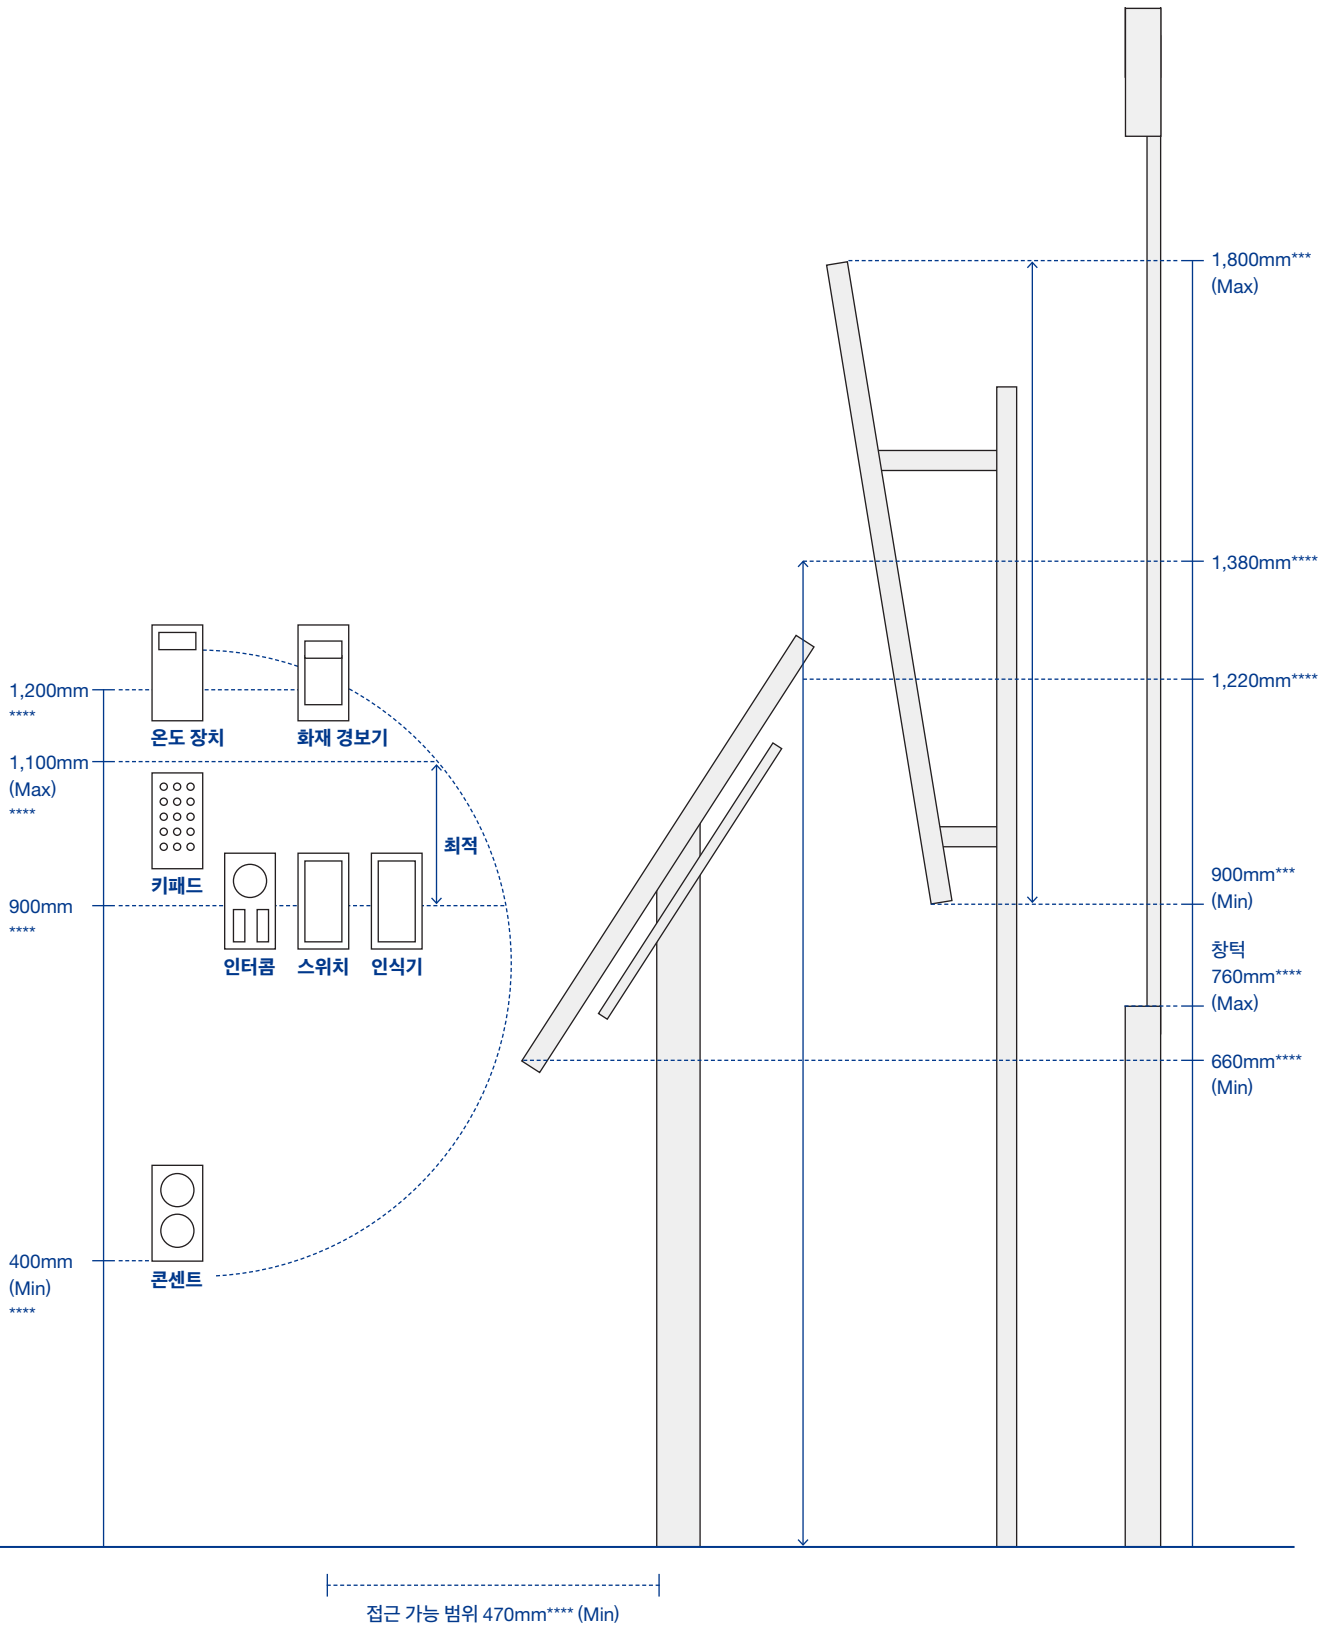 1,800mm***
(Max)
1,380mm****
1,220mm****
1,200mm
****
온도 장치
화재 경보기
1,100mm
(Max)
****
최적
키패드
900mm
****
인터콤
스위치
인식기
900mm***
(Min)
창턱
760mm****
(Max)
660mm****
(Min)
400mm
(Min)
****
콘센트
접근 가능 범위 470mm**** (Min)